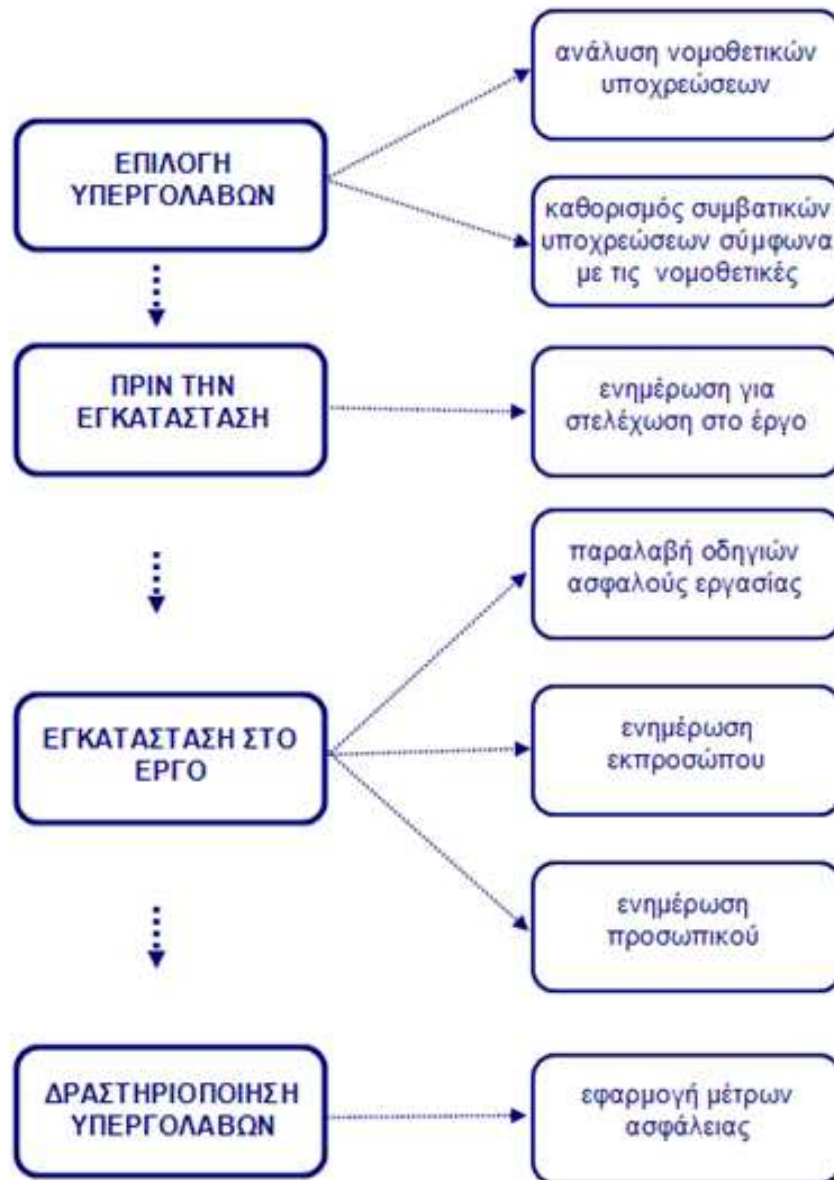 ΕΠΙΛΟΓΗ
ΥΠΕΡΓΟΛΑΒΩΝ
ανάλυση νομοθετικών
υποχρεώσεων
καθορισμός συμβατικών
υποχρεώσεων σύμφωνα
με τις νομοθετικές
ΠΡΙΝ ΤΗΝ
ΕΓΚΑΤΑΣΤΑΣΗ
ενημέρωση για
στελέχωση στο έργο
ΕΓΚΑΤΑΣΤΑΣΗ ΣΤΟ
ΕΡΓΟ
παραλαβή οδηγιών
ασφαλούς εργασίας
ενημέρωση
εκπροσώπου
ενημέρωση
προσωπικού
ΔΡΑΣΤΗΡΙΟΠΟΙΗΣΗ
ΥΠΕΡΓΟΛΑΒΩΝ
εφαρμογή μέτρων
ασφάλειας